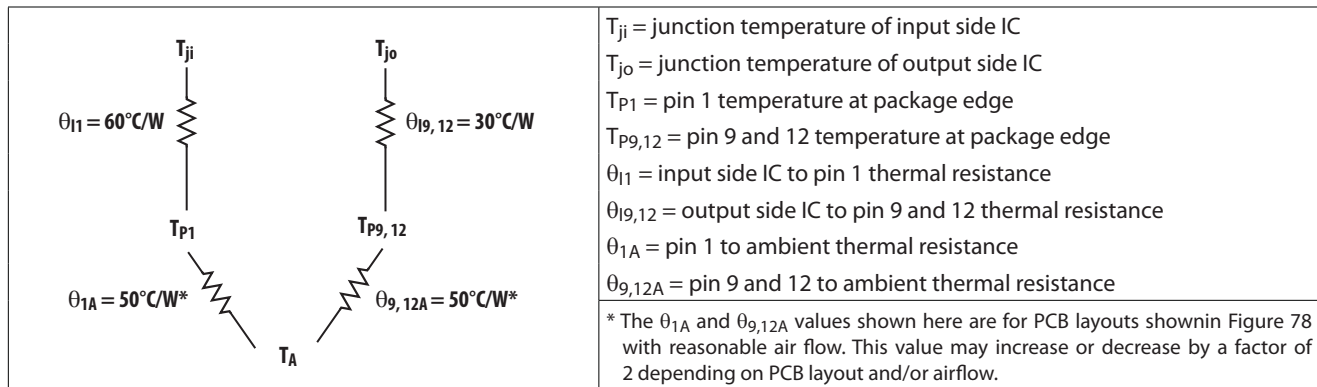 Tji
Tjo
θI1 = 60°C/W
θI9, 12 = 30°C/W
TP1
TP9, 12
θ1A = 50°C/W*
θ9, 12A = 50°C/W*
TA
Tji = junction temperature of input side IC
Tjo = junction temperature of output side IC
TP1 = pin 1 temperature at package edge
TP9,12 = pin 9 and 12 temperature at package edge
θI1 = input side IC to pin 1 thermal resistance
θI9,12 = output side IC to pin 9 and 12 thermal resistance
θ1A = pin 1 to ambient thermal resistance
θ9,12A = pin 9 and 12 to ambient thermal resistance
* The θ1A and θ9,12A values shown here are for PCB layouts shownin Figure 78
with reasonable air flow. This value may increase or decrease by a factor of
2 depending on PCB layout and/or airflow.